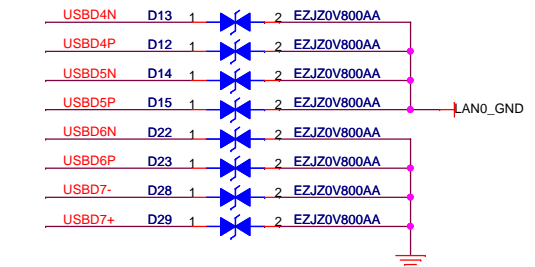 USBD4N D13 1 2 EZJZ0V800AA
USBD4P D12 1 2 EZJZ0V800AA
USBD5N D14 1 2 EZJZ0V800AA
USBD5P D15 1 2 EZJZ0V800AA
LAN0_GND
USBD6N D22 1 2 EZJZ0V800AA
USBD6P D23 1 2 EZJZ0V800AA
USBD7- D28 1 2 EZJZ0V800AA
USBD7+ D29 1 2 EZJZ0V800AA